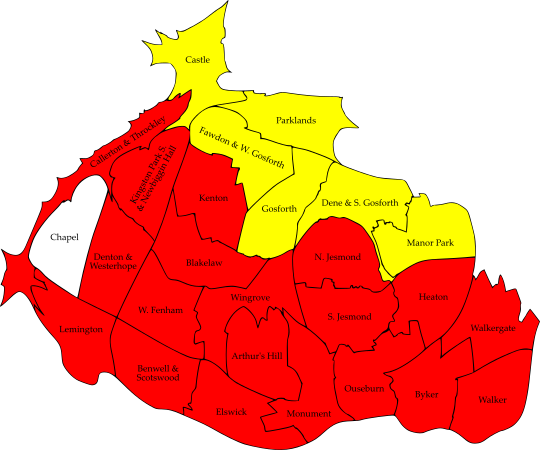 Castle
Parklands
Callerton & Throckley
Fawdon & W. Gosforth
Kingston Park S.
& Newbiggin Hall
Kenton
Gosforth
Dene & S. Gosforth
Chapel
Manor Park
Denton &
Westerhope
Blakelaw
N. Jesmond
Wingrove
Heaton
W. Fenham
S. Jesmond
Lemington
Walkergate
Arthur's Hill
Benwell &
Scotswood
Ouseburn
Byker
Walker
Elswick
Monument